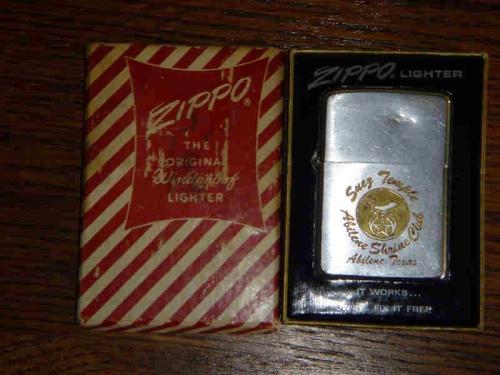 ZIPPO
THE
ORIGINAL
Windproof
LIGHTER
ZIPPO LIGHTER
Suez Temple
Abilene Shrine Club
Abilene, Texas
IT WORKS...
FIX IT FREE